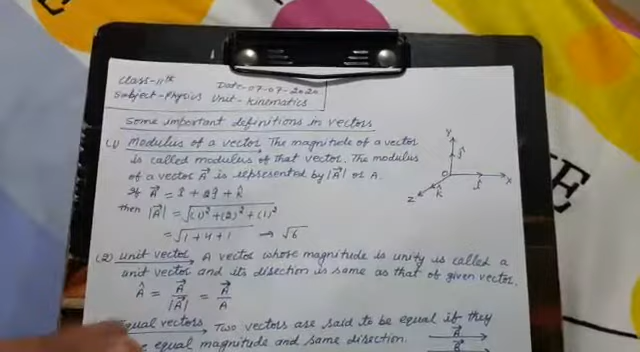 Class-11th
Date-07-07-2020
Subject-Physics Unit-Kinematics
Some important definitions in vectors
(1) Modulus of a vector The magnitude of a vector
is called modulus of that vector. The modulus
of a vector A⃗ is represented by |A⃗| or A.
If A⃗ = î + 2ĵ + k̂
then |A⃗| = √(1)²+(2)²+(1)²
= √1+4+1 → √6
Y
ĵ
O
î
X
k̂
Z
(2) Unit vector A vector whose magnitude is unity is called a
unit vector and its direction is same as that of given vector.
Â = A⃗/|A⃗| = A⃗/A
Equal vectors Two vectors are said to be equal if they
equal magnitude and same direction.
A⃗
B⃗